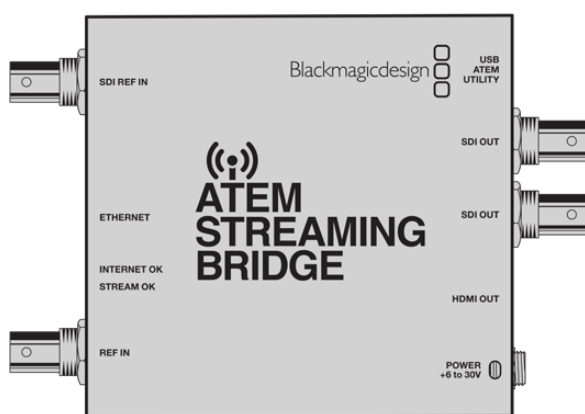 SDI REF IN
ETHERNET
INTERNET OK
STREAM OK
REF IN
Blackmagicdesign
ATEM
STREAMING
BRIDGE
USB
ATEM
UTILITY
SDI OUT
SDI OUT
HDMI OUT
POWER
+6 to 30V